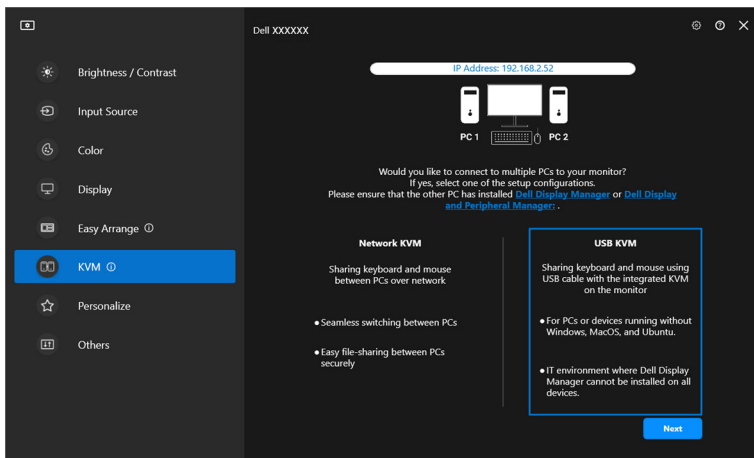 Dell XXXXXX
Brightness / Contrast
Input Source
Color
Display
Easy Arrange
KVM
Personalize
Others
IP Address: 192.168.2.52
PC 1
PC 2
Would you like to connect to multiple PCs to your monitor?
If yes, select one of the setup configurations.
Please ensure that the other PC has installed Dell Display Manager or Dell Display
and Peripheral Manager: .
Network KVM
Sharing keyboard and mouse
between PCs over network
• Seamless switching between PCs
• Easy file-sharing between PCs
securely
USB KVM
Sharing keyboard and mouse using
USB cable with the integrated KVM
on the monitor
• For PCs or devices running without
Windows, MacOS, and Ubuntu.
• IT environment where Dell Display
Manager cannot be installed on all
devices.
Next